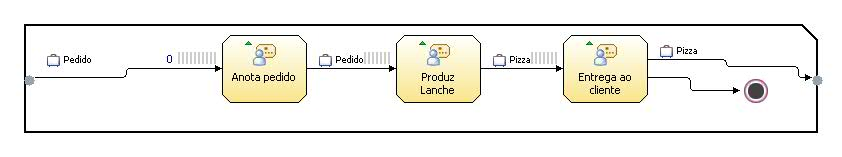 Pedido
0
Anota pedido
Pedido
Produz
Lanche
Pizza
Entrega ao
cliente
Pizza